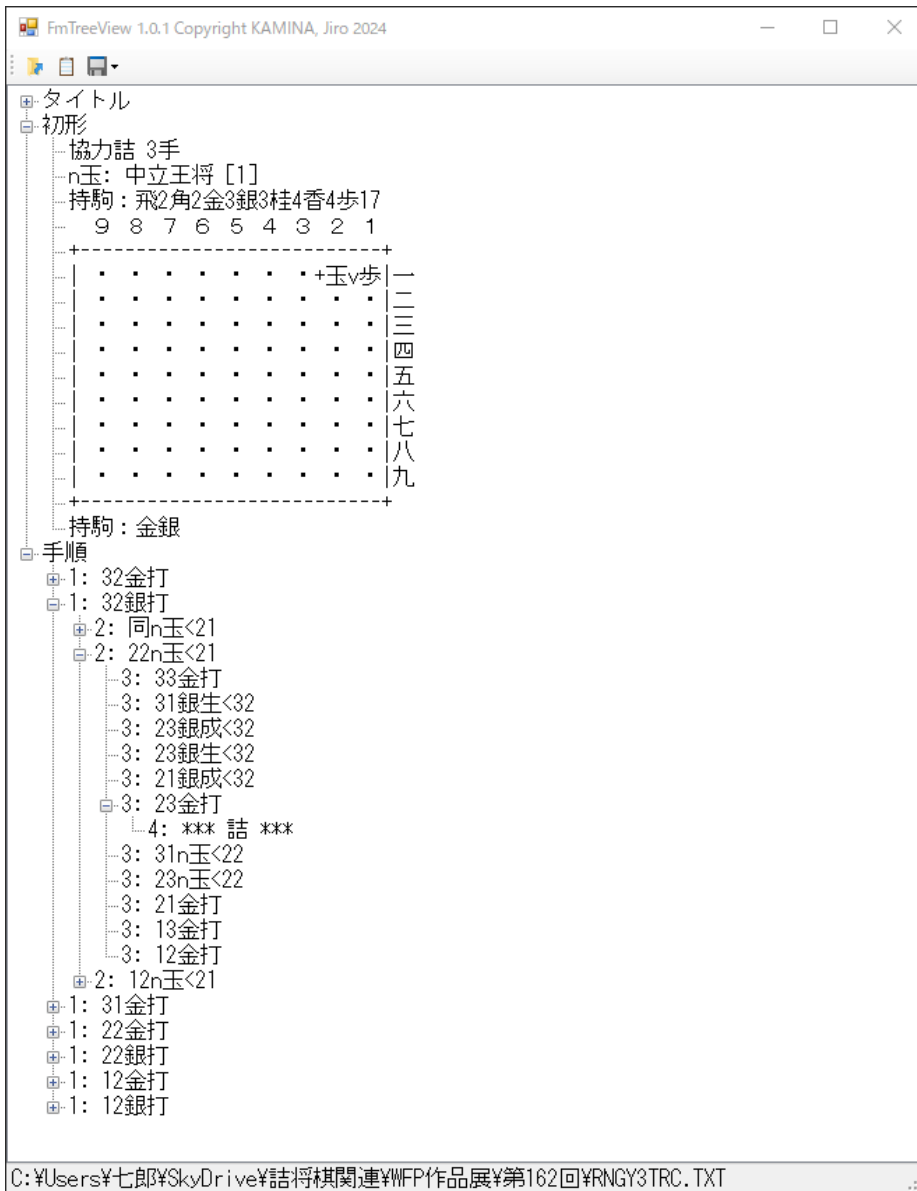 FmTreeView 1.0.1 Copyright KAMINA, Jiro 2024
タイトル
初形
協力詰 3手
n玉: 中立王将 [1]
持駒：飛2角2金3銀3桂4香4歩17
９ ８ ７ ６ ５ ４ ３ ２ １
+---------------------------+
| ・ ・ ・ ・ ・ ・ ・+玉v歩|一
| ・ ・ ・ ・ ・ ・ ・ ・ ・|二
| ・ ・ ・ ・ ・ ・ ・ ・ ・|三
| ・ ・ ・ ・ ・ ・ ・ ・ ・|四
| ・ ・ ・ ・ ・ ・ ・ ・ ・|五
| ・ ・ ・ ・ ・ ・ ・ ・ ・|六
| ・ ・ ・ ・ ・ ・ ・ ・ ・|七
| ・ ・ ・ ・ ・ ・ ・ ・ ・|八
| ・ ・ ・ ・ ・ ・ ・ ・ ・|九
+---------------------------+
持駒：金銀
手順
1: 32金打
1: 32銀打
2: 同n玉<21
2: 22n玉<21
3: 33金打
3: 31銀生<32
3: 23銀成<32
3: 23銀生<32
3: 21銀成<32
3: 23金打
4: *** 詰 ***
3: 31n玉<22
3: 23n玉<22
3: 21金打
3: 13金打
3: 12金打
2: 12n玉<21
1: 31金打
1: 22金打
1: 22銀打
1: 12金打
1: 12銀打
C:¥Users¥七郎¥SkyDrive¥詰将棋関連¥WFP作品展¥第162回¥RNGY3TRC.TXT